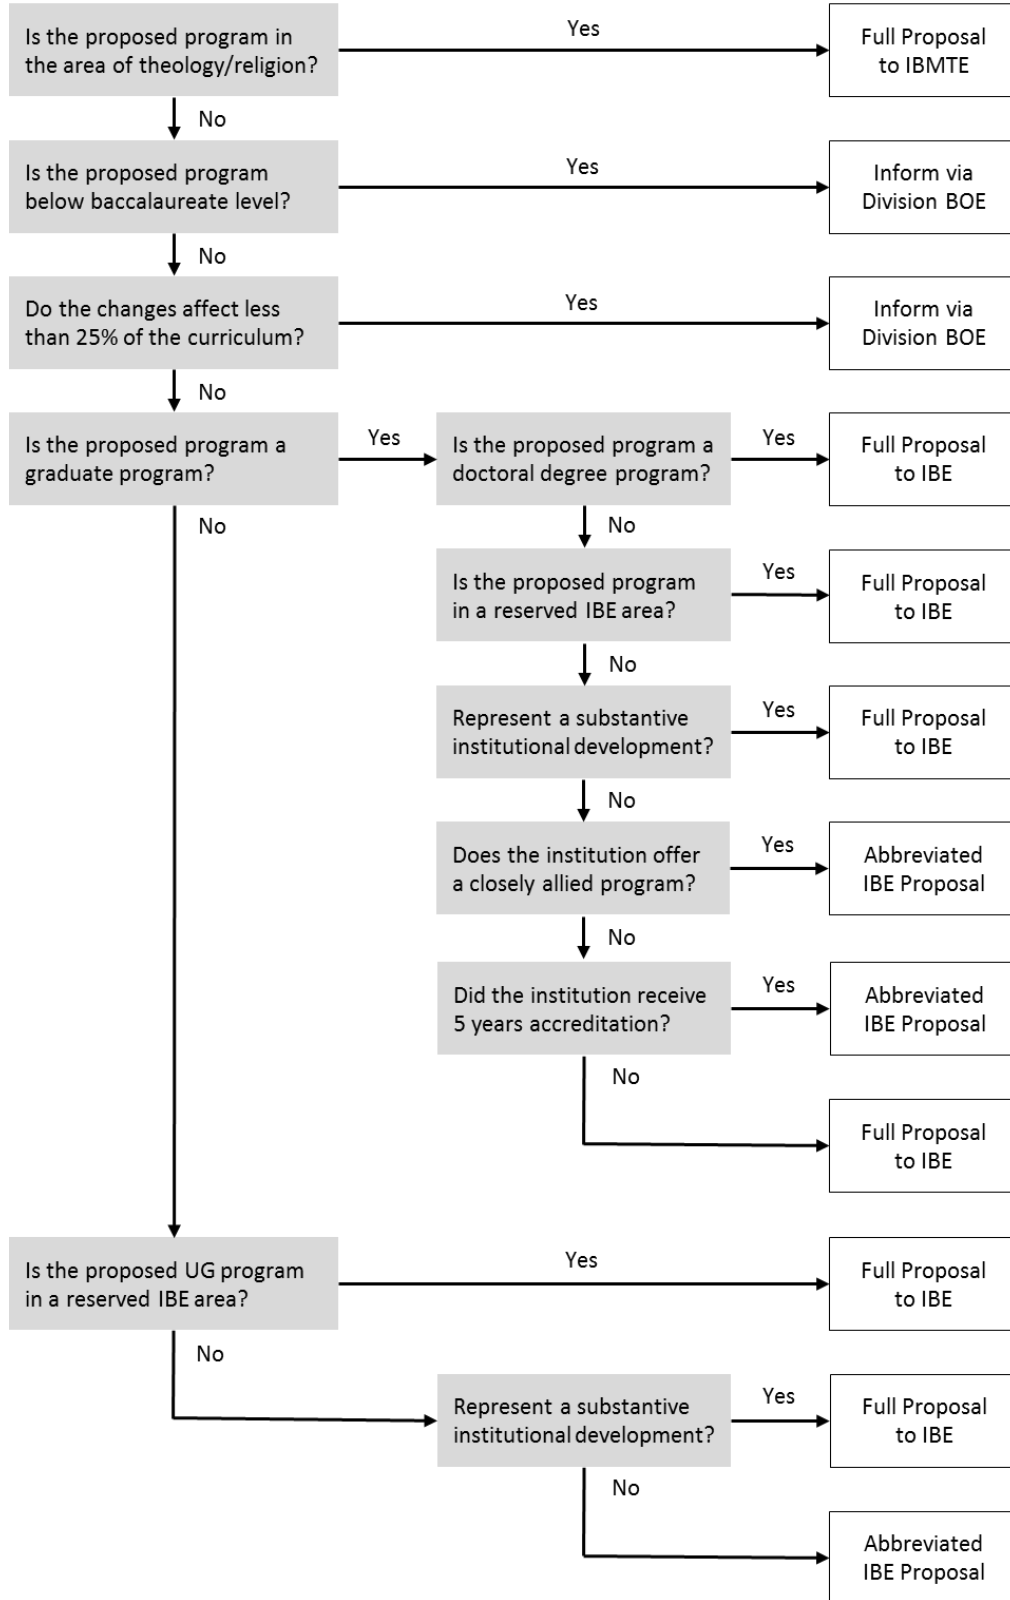 Is the proposed program in
the area of theology/religion?
Yes
Full Proposal
to IBMTE
No
Is the proposed program
below baccalaureate level?
Yes
Inform via
Division BOE
No
Do the changes affect less
than 25% of the curriculum?
Yes
Inform via
Division BOE
No
Is the proposed program a
graduate program?
Yes
Is the proposed program a
doctoral degree program?
Yes
Full Proposal
to IBE
No
No
Is the proposed program
in a reserved IBE area?
Yes
Full Proposal
to IBE
No
Represent a substantive
institutional development?
Yes
Full Proposal
to IBE
No
Does the institution offer
a closely allied program?
Yes
Abbreviated
IBE Proposal
No
Did the institution receive
5 years accreditation?
Yes
Abbreviated
IBE Proposal
No
Full Proposal
to IBE
Is the proposed UG program
in a reserved IBE area?
Yes
Full Proposal
to IBE
No
Represent a substantive
institutional development?
Yes
Full Proposal
to IBE
No
Abbreviated
IBE Proposal